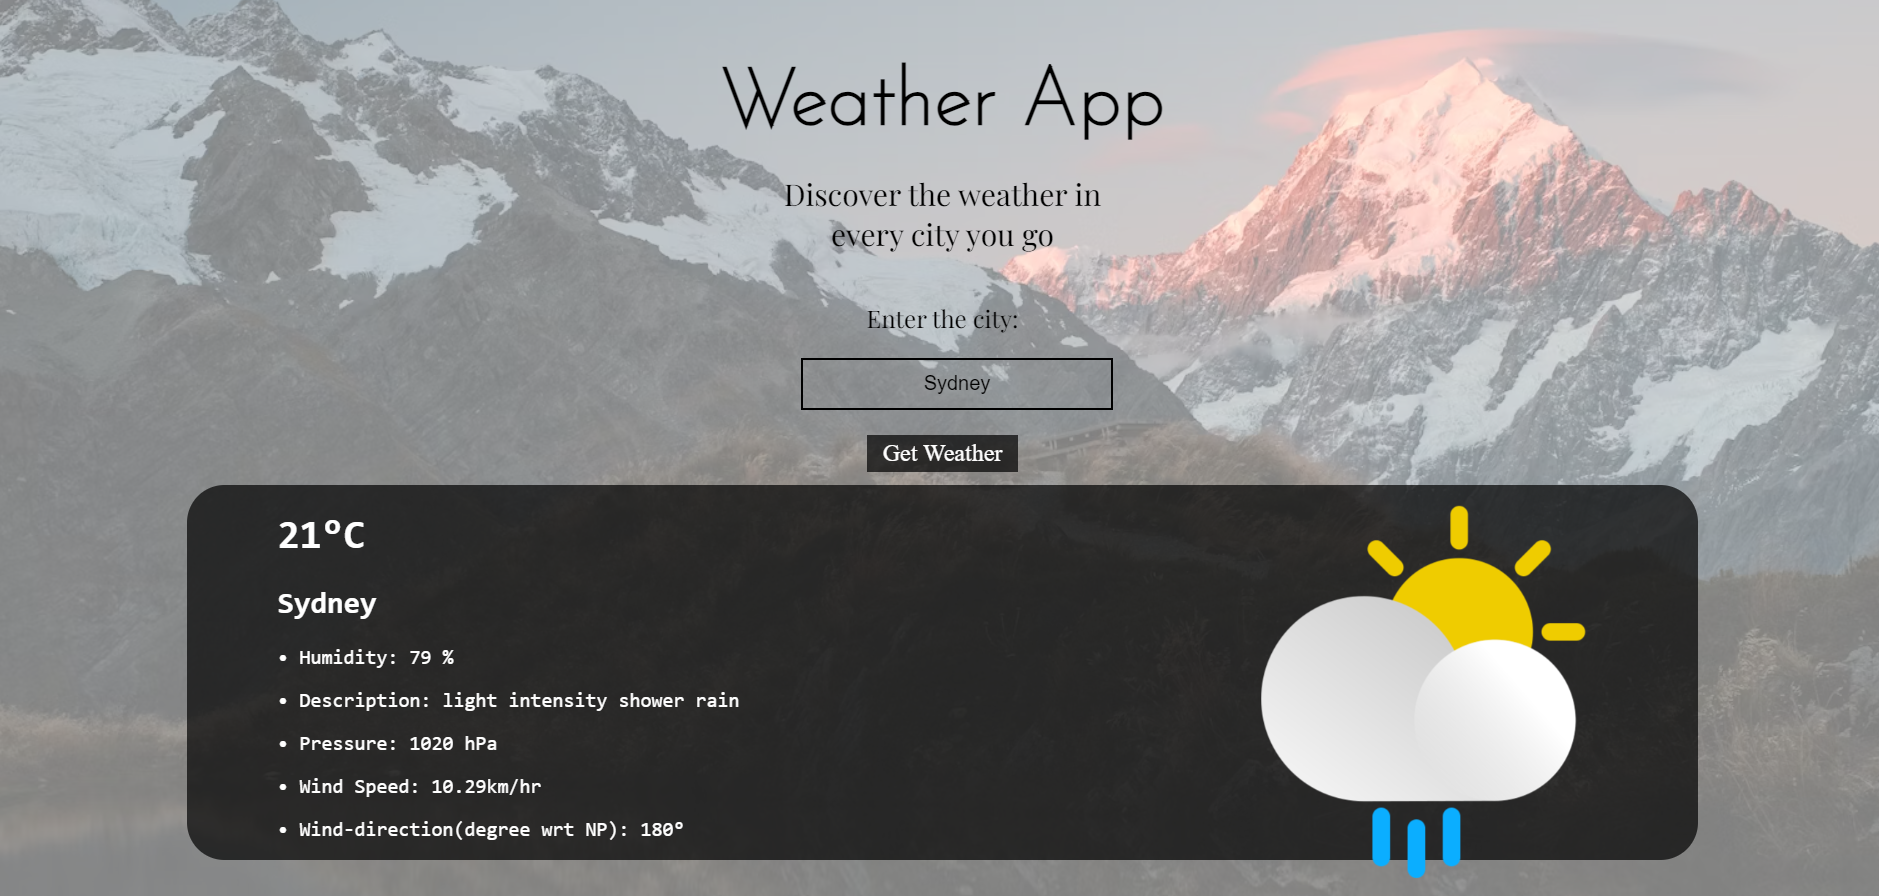 Weather App
Discover the weather in
every city you go
Enter the city:
Sydney
Get Weather
21°C
Sydney
• Humidity: 79 %
• Description: light intensity shower rain
• Pressure: 1020 hPa
• Wind Speed: 10.29km/hr
• Wind-direction(degree wrt NP): 180°